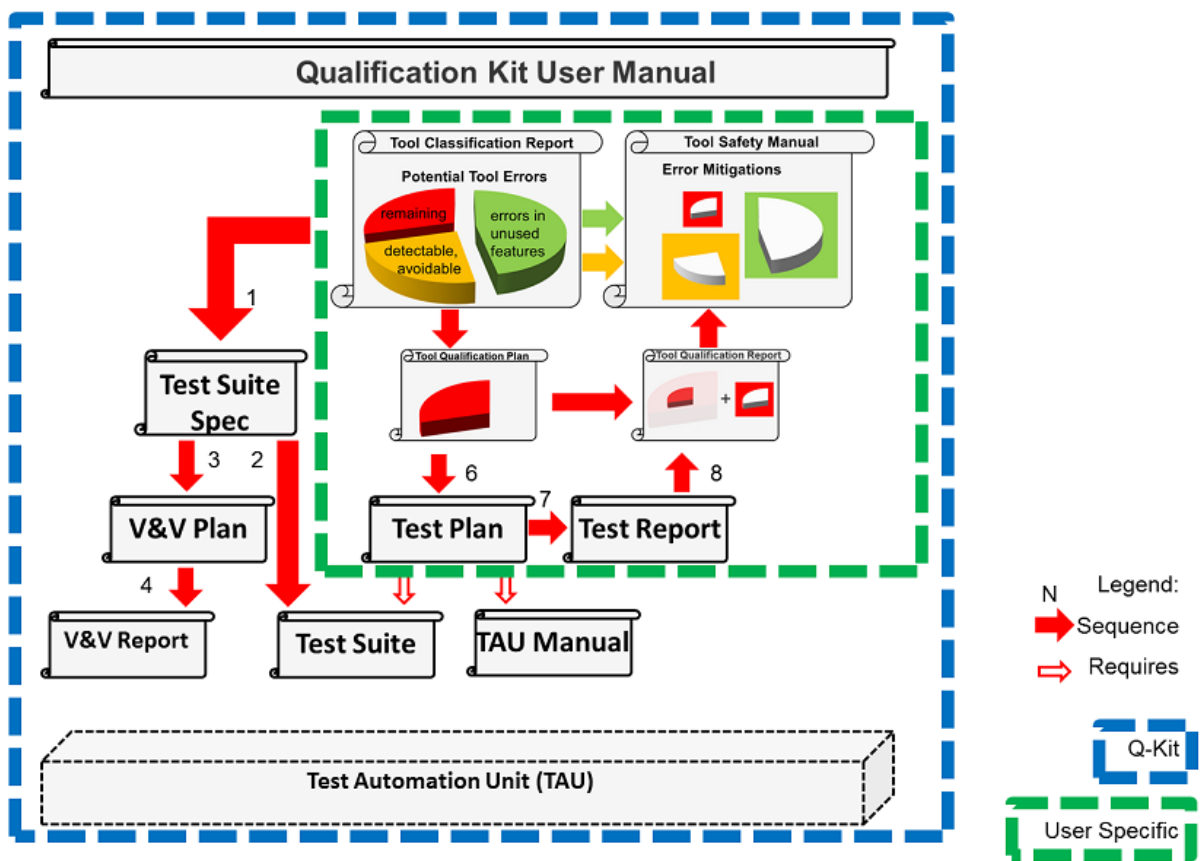 Qualification Kit User Manual
Tool Classification Report
Potential Tool Errors
remaining
errors in
unused
features
detectable,
avoidable
Tool Safety Manual
Error Mitigations
1
Test Suite
Spec
Tool Qualification Plan
Tool Qualification Report
+
3
2
6
7
8
V&V Plan
Test Plan
Test Report
4
V&V Report
Test Suite
TAU Manual
Test Automation Unit (TAU)
Legend:
N
Sequence
Requires
Q-Kit
User Specific